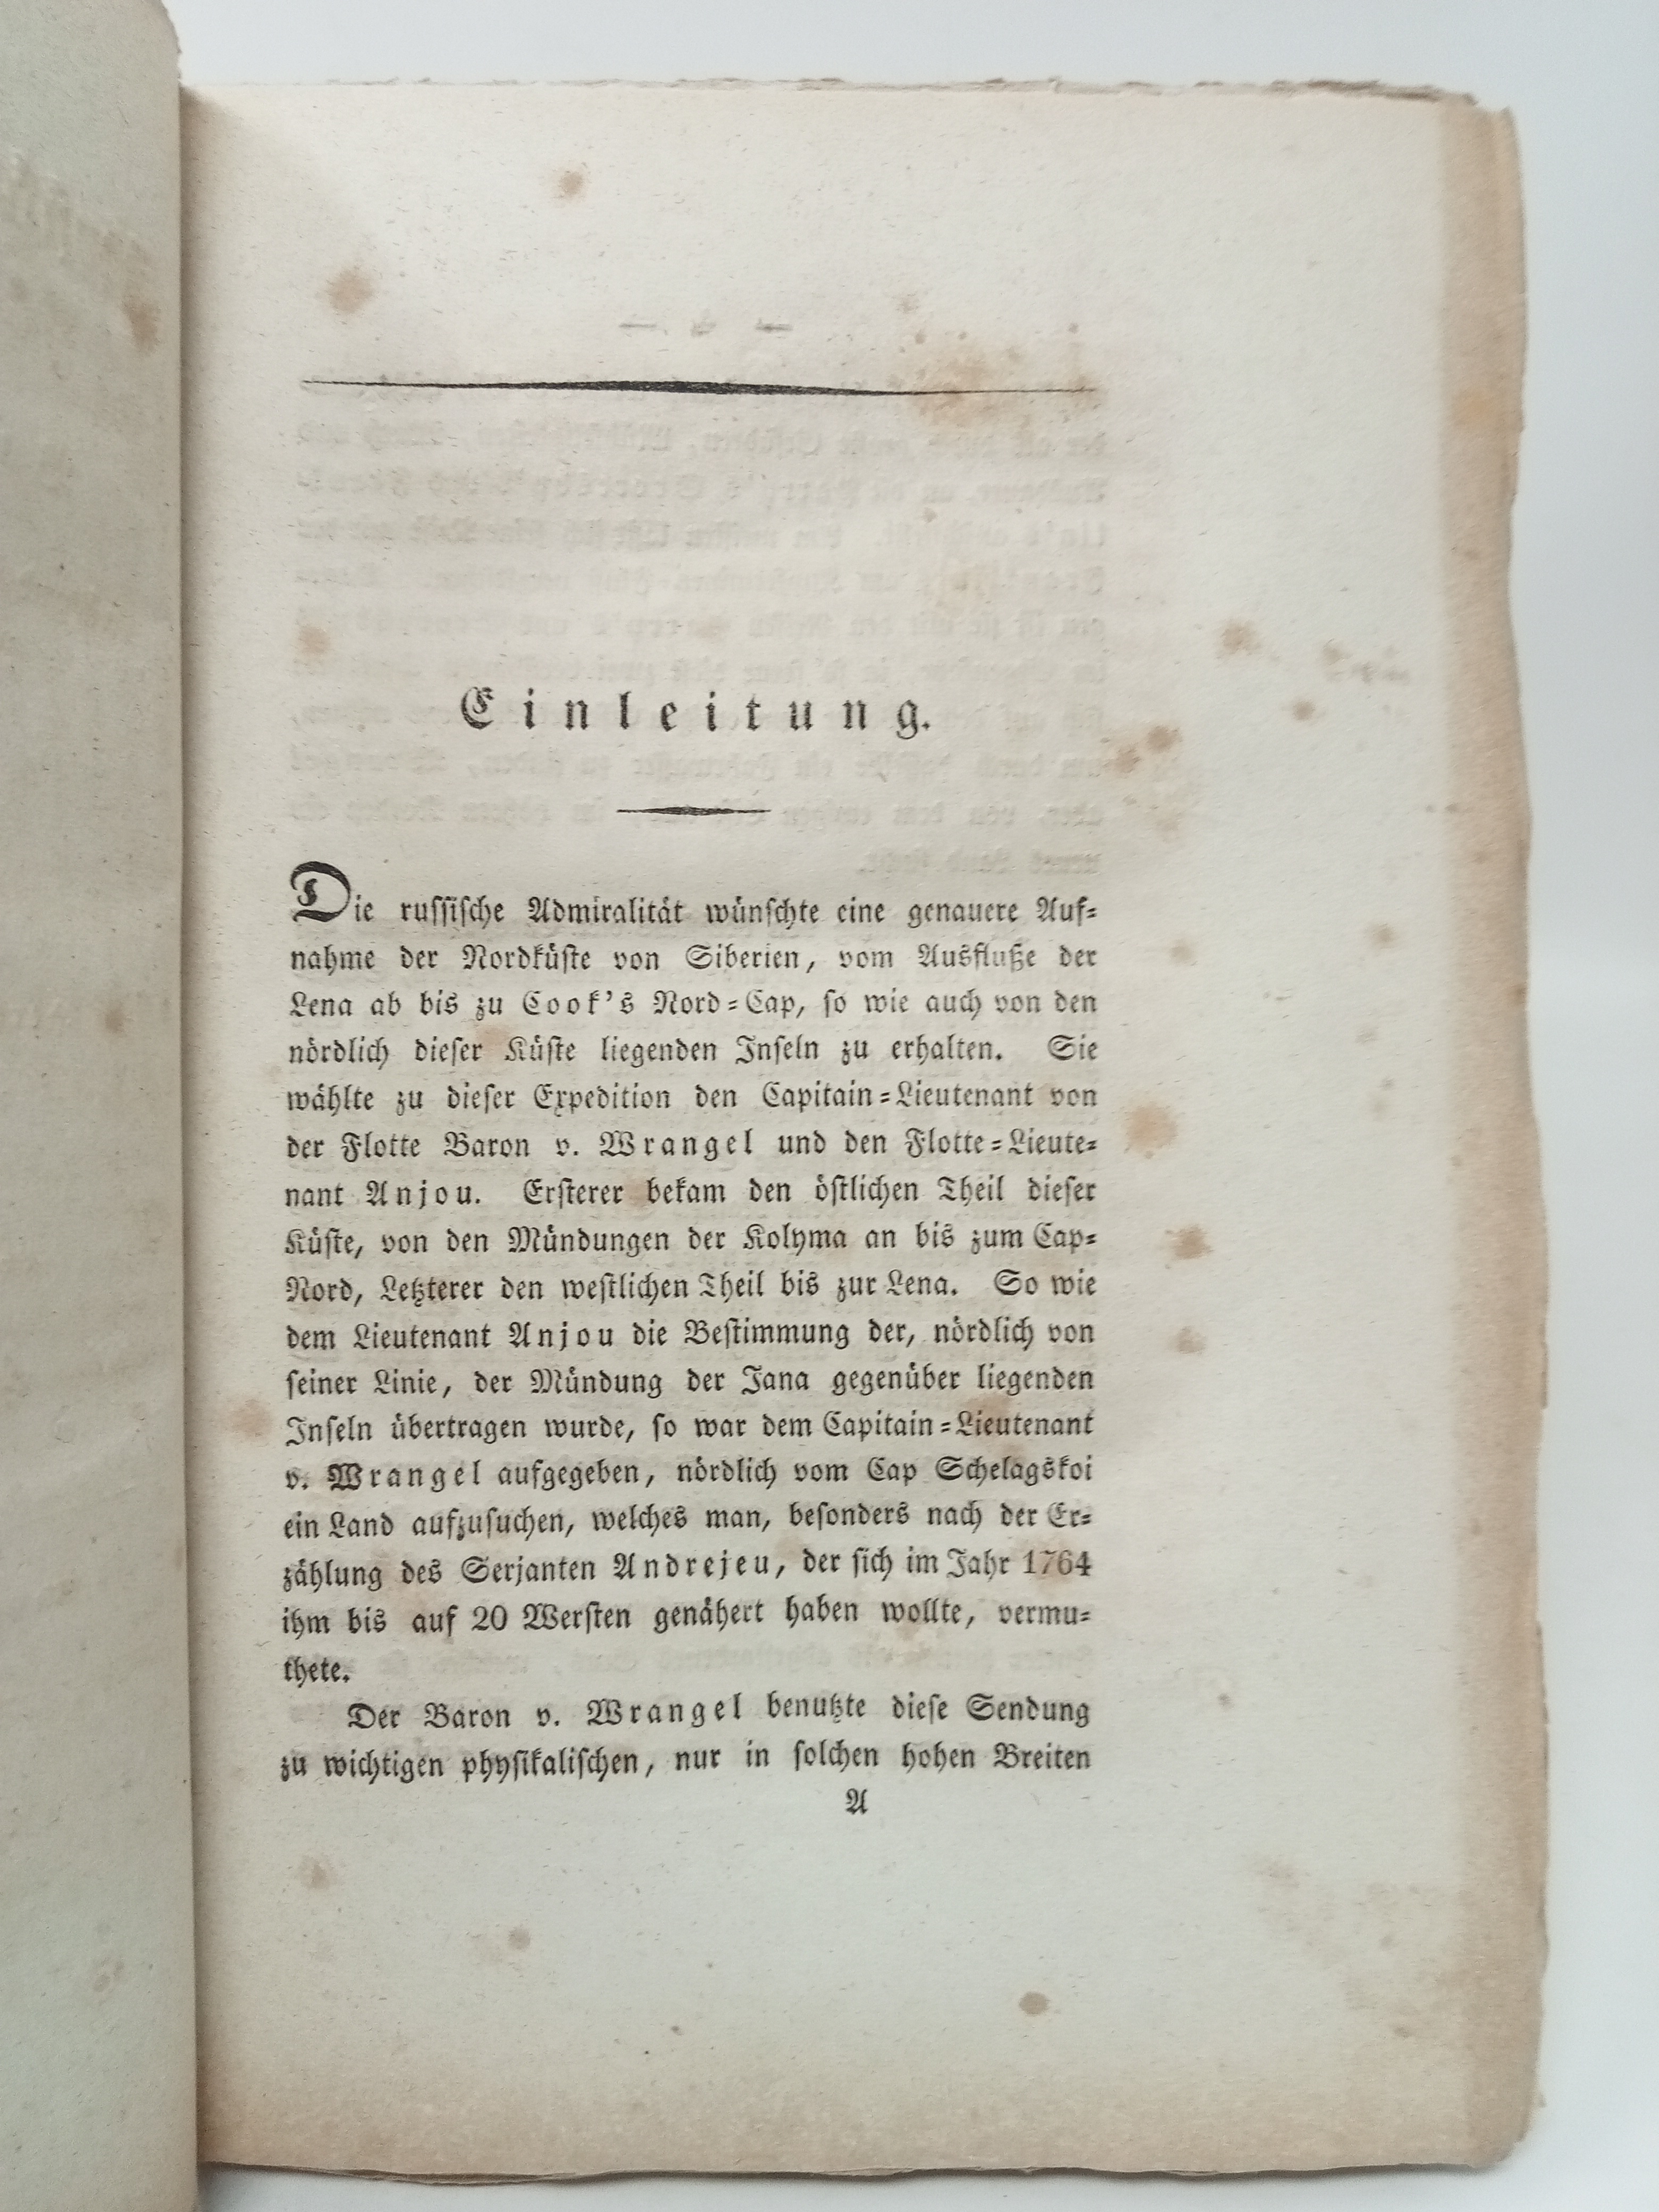 Einleitung.
Die russische Admiralität wünschte eine genauere Auf-
nahme der Nordküste von Siberien, vom Ausfluße der
Lena ab bis zu Cook's Nord-Cap, so wie auch von den
nördlich dieser Küste liegenden Inseln zu erhalten. Sie
wählte zu dieser Expedition den Capitain-Lieutenant von
der Flotte Baron v. Wrangel und den Flotte-Lieute-
nant Anjou. Ersterer bekam den östlichen Theil dieser
Küste, von den Mündungen der Kolyma an bis zum Cap-
Nord, Letzterer den westlichen Theil bis zur Lena. So wie
dem Lieutenant Anjou die Bestimmung der, nördlich von
seiner Linie, der Mündung der Jana gegenüber liegenden
Inseln übertragen wurde, so war dem Capitain-Lieutenant
v. Wrangel aufgegeben, nördlich vom Cap Schelagskoi
ein Land aufzusuchen, welches man, besonders nach der Er-
zählung des Serjanten Andrejeu, der sich im Jahr 1764
ihm bis auf 20 Wersten genähert haben wollte, vermu-
thete.
Der Baron v. Wrangel benutzte diese Sendung
zu wichtigen physikalischen, nur in solchen hohen Breiten
A